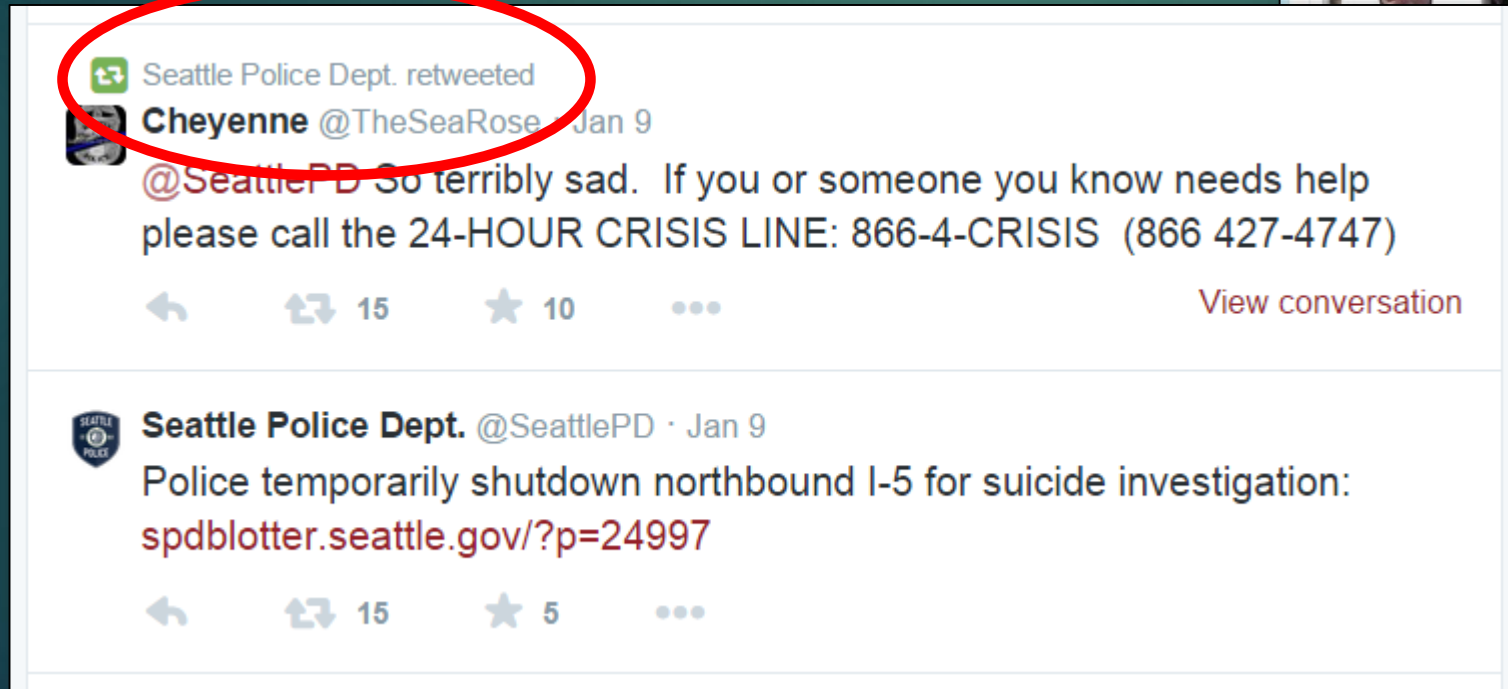 Seattle Police Dept. retweeted
Cheyenne @TheSeaRose · Jan 9
@SeattlePD So terribly sad.  If you or someone you know needs help
please call the 24-HOUR CRISIS LINE: 866-4-CRISIS  (866 427-4747)
15 10 View conversation
SEATTLE
POLICE
Seattle Police Dept. @SeattlePD · Jan 9
Police temporarily shutdown northbound I-5 for suicide investigation:
spdblotter.seattle.gov/?p=24997
15 5